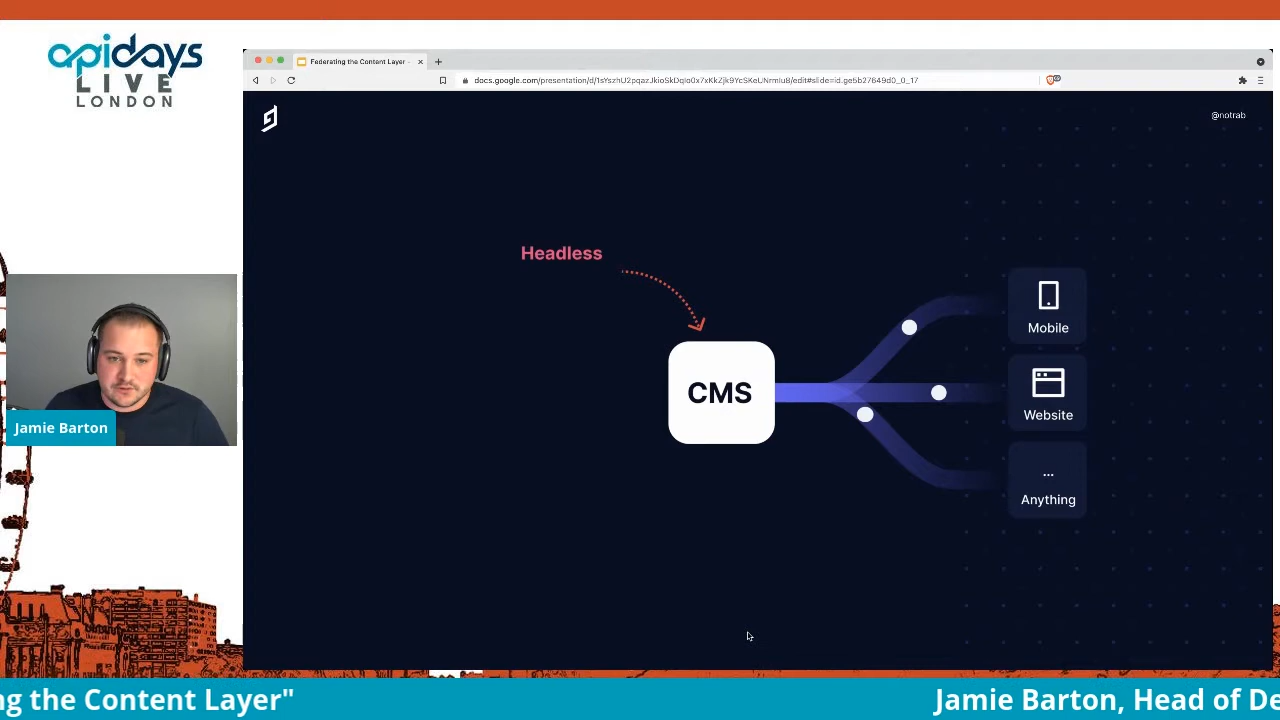 apidays
LIVE
LONDON
Federating the Content Layer -
@notrab
Headless
CMS
Mobile
Website
...
Anything
Jamie Barton
ng the Content Layer"
Jamie Barton, Head of De